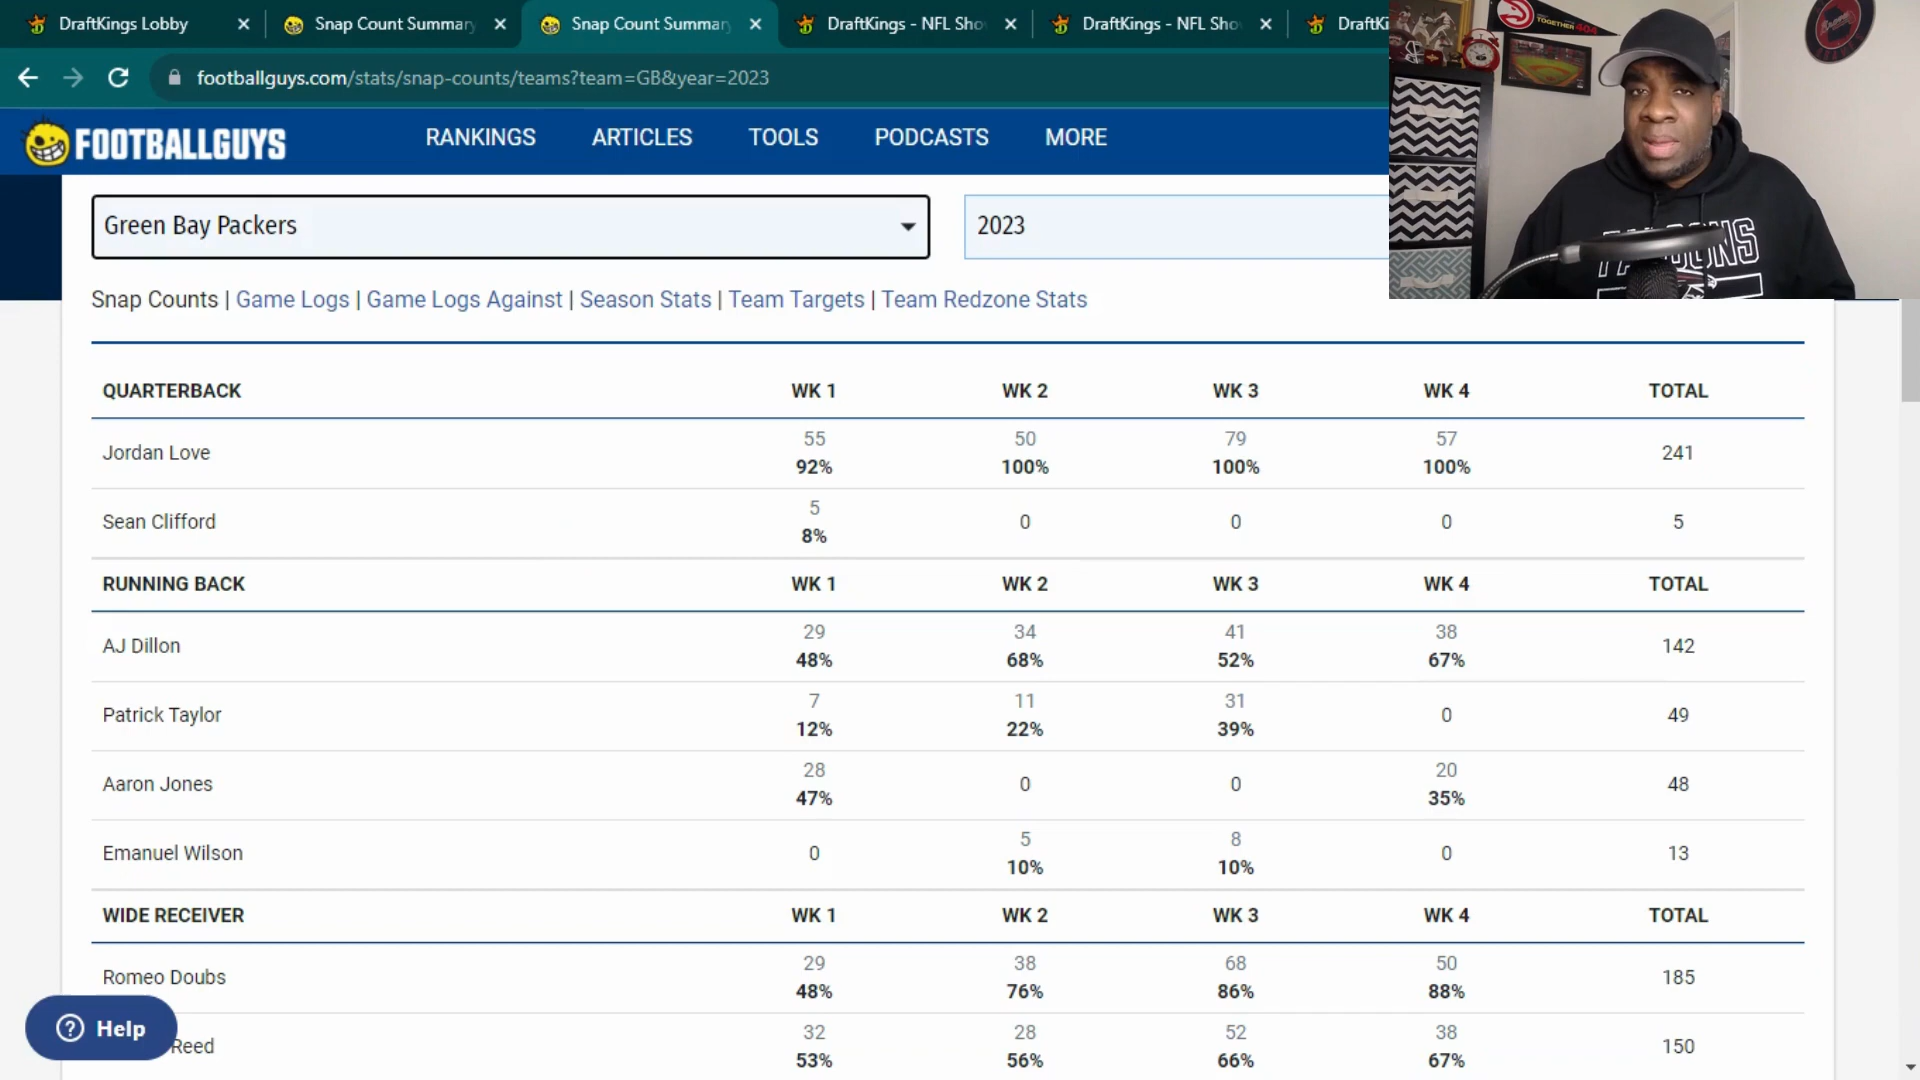 DraftKings Lobby
Snap Count Summary
Snap Count Summar
DraftKings - NFL Sho
DraftKings - NFL Sho
DraftKi
footballguys.com/stats/snap-counts/teams?team=GB&year=2023
FOOTBALLGUYS RANKINGS ARTICLES TOOLS PODCASTS MORE
TOGETHER 404
Green Bay Packers 2023
Snap Counts | Game Logs | Game Logs Against | Season Stats | Team Targets | Team Redzone Stats
QUARTERBACK WK 1 WK 2 WK 3 WK 4 TOTAL
Jordan Love 55 92% 50 100% 79 100% 57 100% 241
Sean Clifford 5 8% 0 0 0 5
RUNNING BACK WK 1 WK 2 WK 3 WK 4 TOTAL
AJ Dillon 29 48% 34 68% 41 52% 38 67% 142
Patrick Taylor 7 12% 11 22% 31 39% 0 49
Aaron Jones 28 47% 0 0 20 35% 48
Emanuel Wilson 0 5 10% 8 10% 0 13
WIDE RECEIVER WK 1 WK 2 WK 3 WK 4 TOTAL
Romeo Doubs 29 48% 38 76% 68 86% 50 88% 185
Reed 32 53% 28 56% 52 66% 38 67% 150
Help